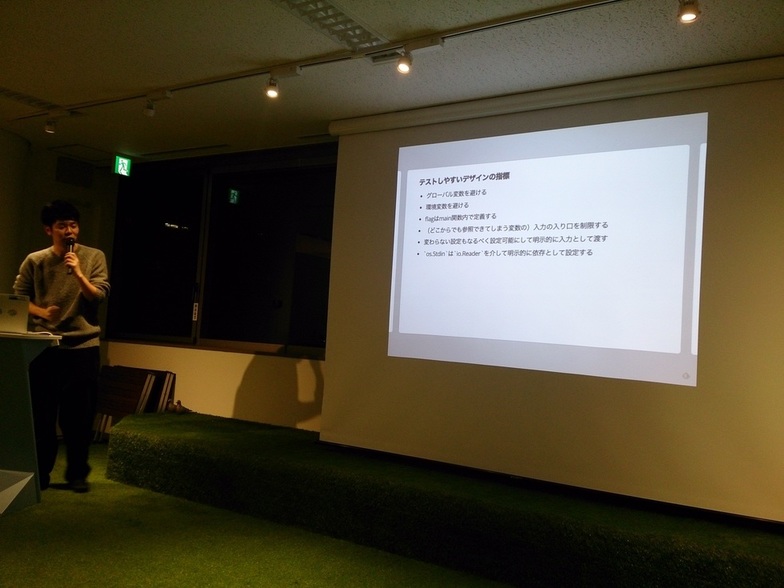 テストしやすいデザインの指標
• グローバル変数を避ける
• 環境変数を避ける
• flagはmain関数内で定義する
• （どこからでも参照できてしまう変数の）入力の入り口を制限する
• 変わらない設定もなるべく設定可能にして明示的に入力として渡す
• `os.Stdin`は`io.Reader`を介して明示的に依存として設定する